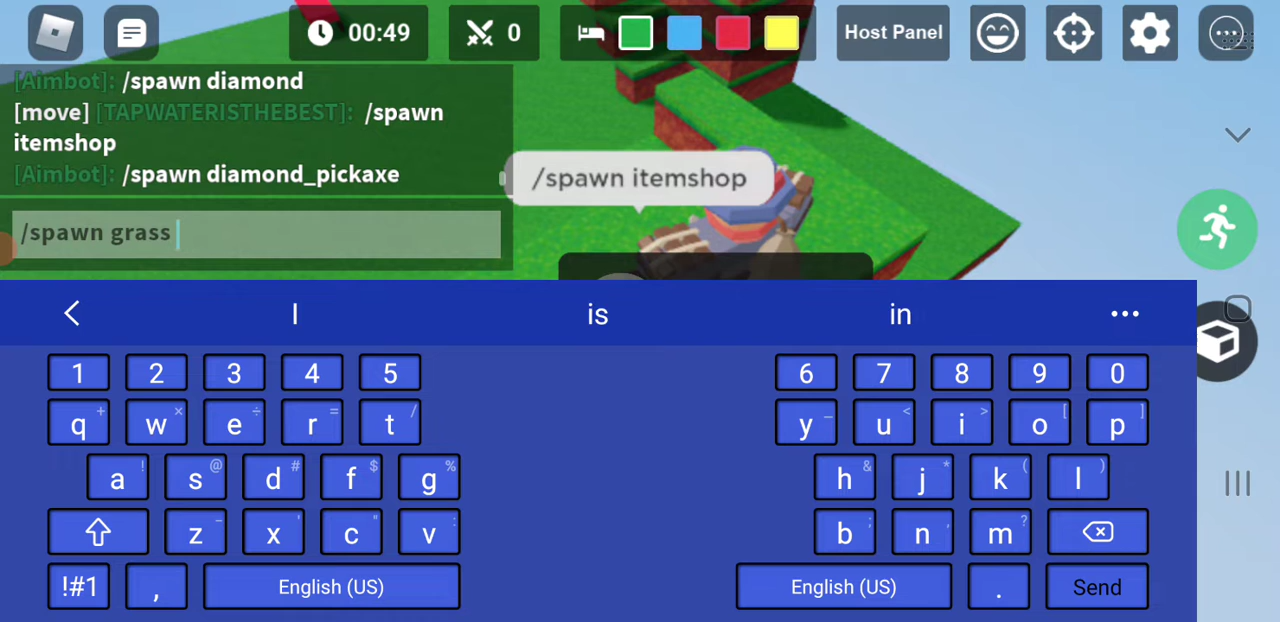 00:49
0
Host Panel
[Aimbot]: /spawn diamond
[move] [TAPWATERISTHEBEST]: /spawn
itemshop
[Aimbot]: /spawn diamond_pickaxe
/spawn itemshop
/spawn grass
I is in ...
1 2 3 4 5 6 7 8 9 0
q + w × e ÷ r = t / y _ u < i > o [ p ]
a ! s @ d # f $ g % h & j * k ( l )
z - x ' c " v : b ; n , m ?
!#1 , English (US) English (US) . Send